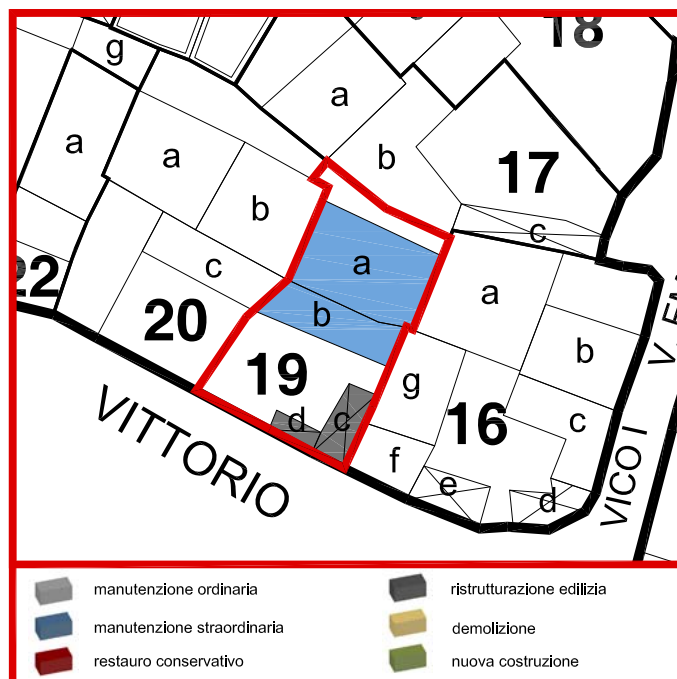 18
g
a
a
a
b
17
b
c
a
c
a
22
20
b
b
V. EM
19
g
16
c
d
c
f
e
d
VITTORIO
VICO I
manutenzione ordinaria
ristrutturazione edilizia
manutenzione straordinaria
demolizione
restauro conservativo
nuova costruzione